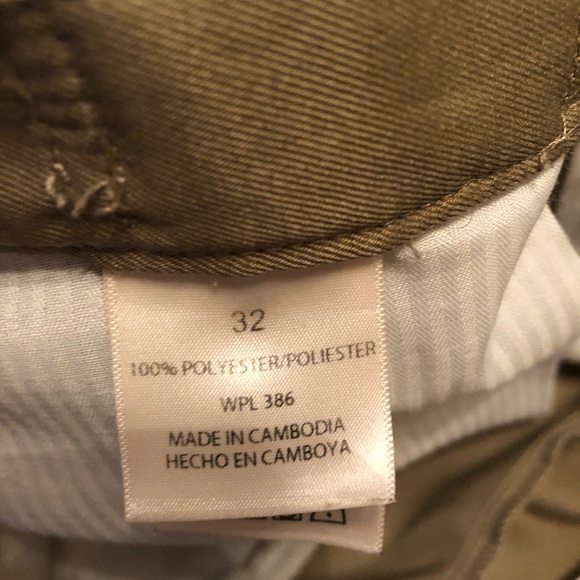 32
100% POLYESTER/POLIESTER
WPL 386
MADE IN CAMBODIA
HECHO EN CAMBOYA